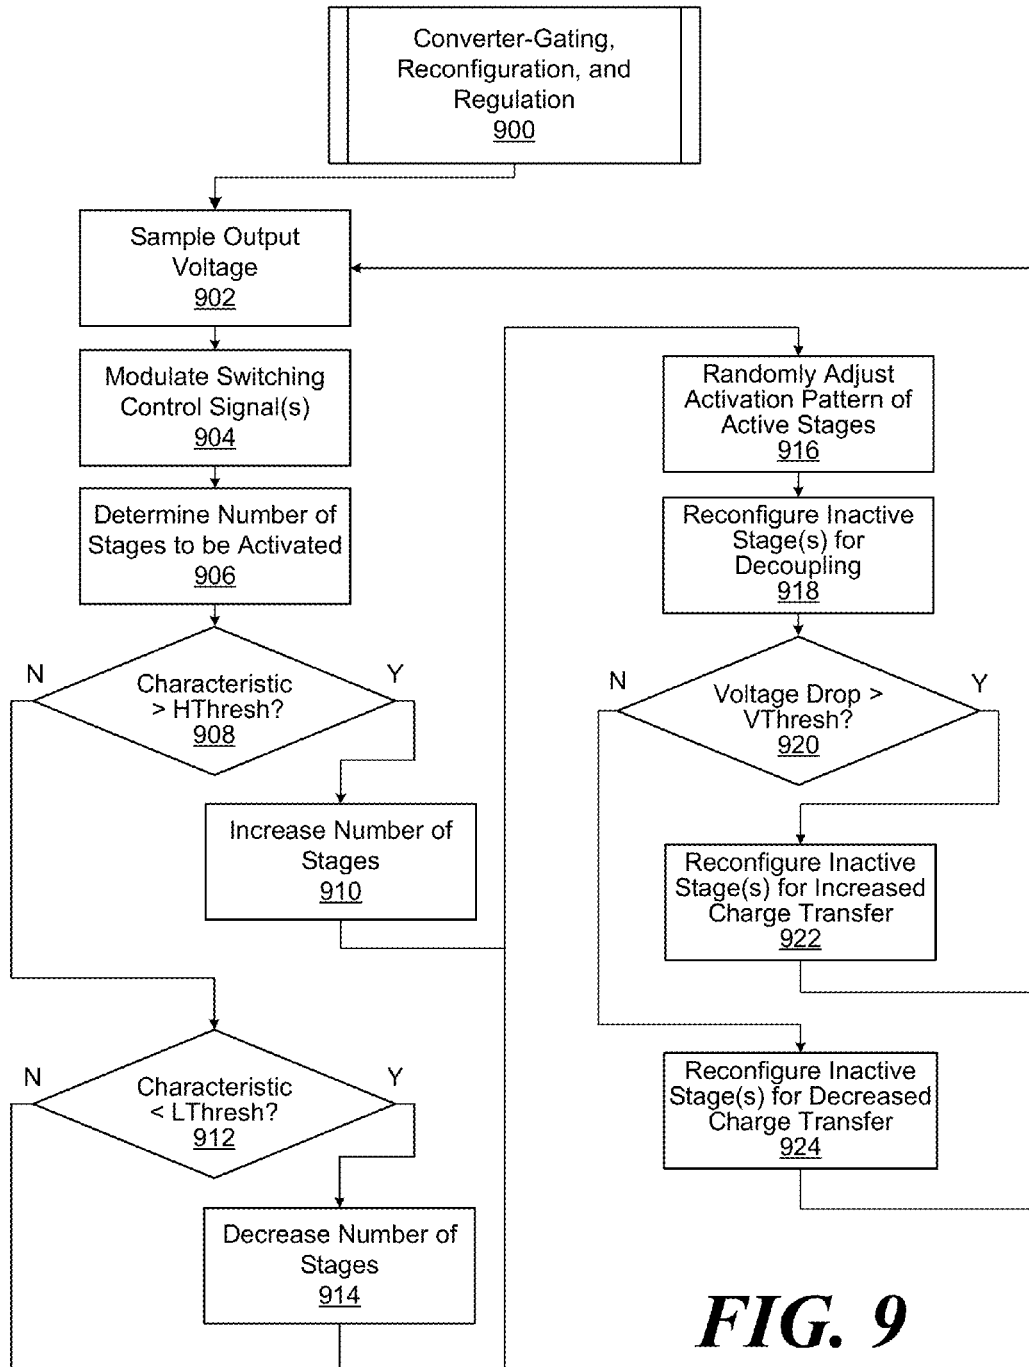 Converter-Gating,
Reconfiguration, and
Regulation
900
Sample Output
Voltage
902
Modulate Switching
Control Signal(s)
904
Determine Number of
Stages to be Activated
906
N
Y
Characteristic
> HThresh?
908
Increase Number of
Stages
910
N
Y
Characteristic
< LThresh?
912
Decrease Number of
Stages
914
Randomly Adjust
Activation Pattern of
Active Stages
916
Reconfigure Inactive
Stage(s) for
Decoupling
918
N
Y
Voltage Drop >
VThresh?
920
Reconfigure Inactive
Stage(s) for Increased
Charge Transfer
922
Reconfigure Inactive
Stage(s) for Decreased
Charge Transfer
924
FIG. 9